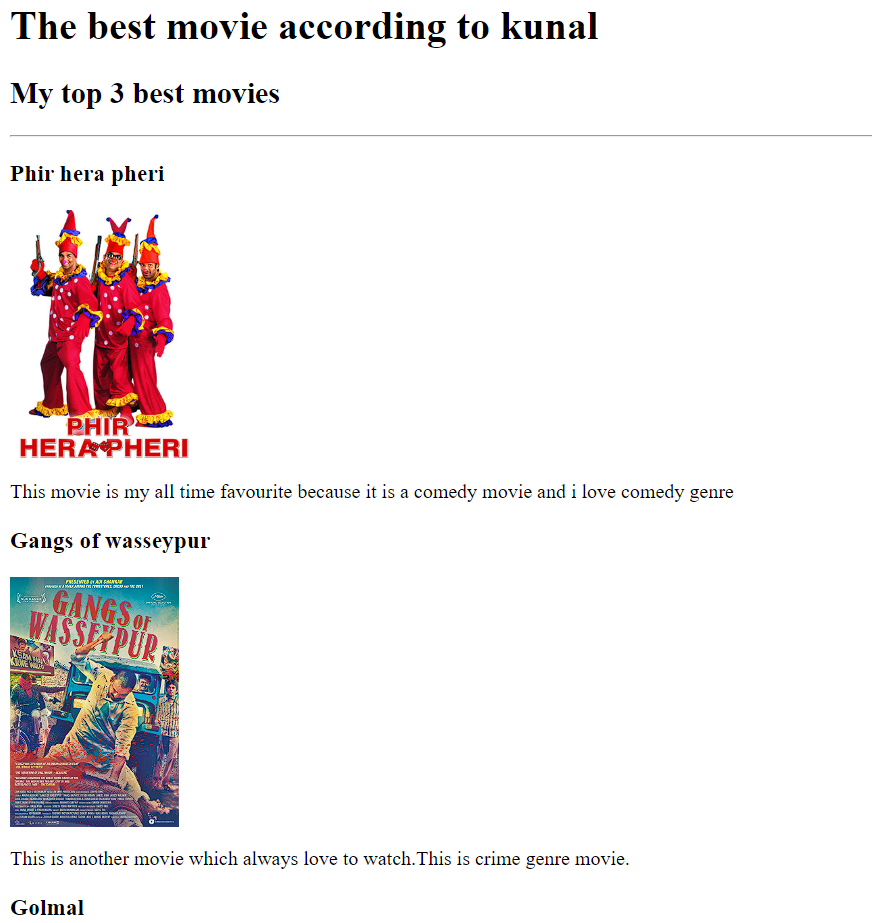 The best movie according to kunal
My top 3 best movies
Phir hera pheri
PHIR
HERA PHERI
This movie is my all time favourite because it is a comedy movie and i love comedy genre
Gangs of wasseypur
GANGS OF
WASSEYPUR
This is another movie which always love to watch.This is crime genre movie.
Golmal